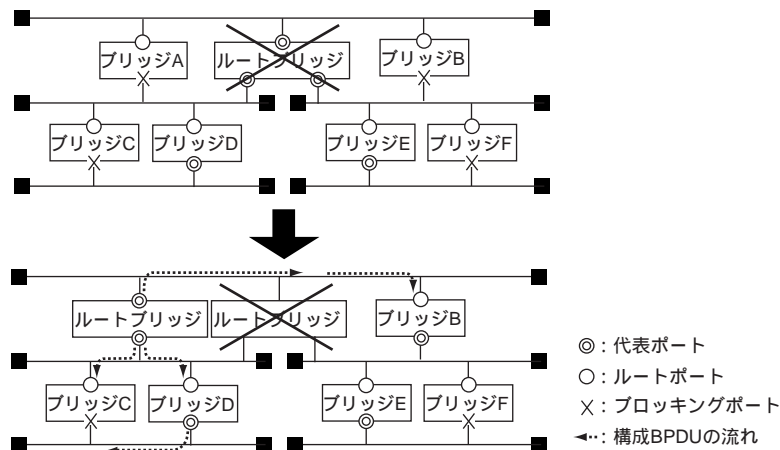 ブリッジA
ルートブリッジ
ブリッジB
ブリッジC
ブリッジD
ブリッジE
ブリッジF
ルートブリッジ
ルートブリッジ
ブリッジB
ブリッジC
ブリッジD
ブリッジE
ブリッジF
◎：代表ポート
○：ルートポート
×：ブロッキングポート
：構成BPDUの流れ